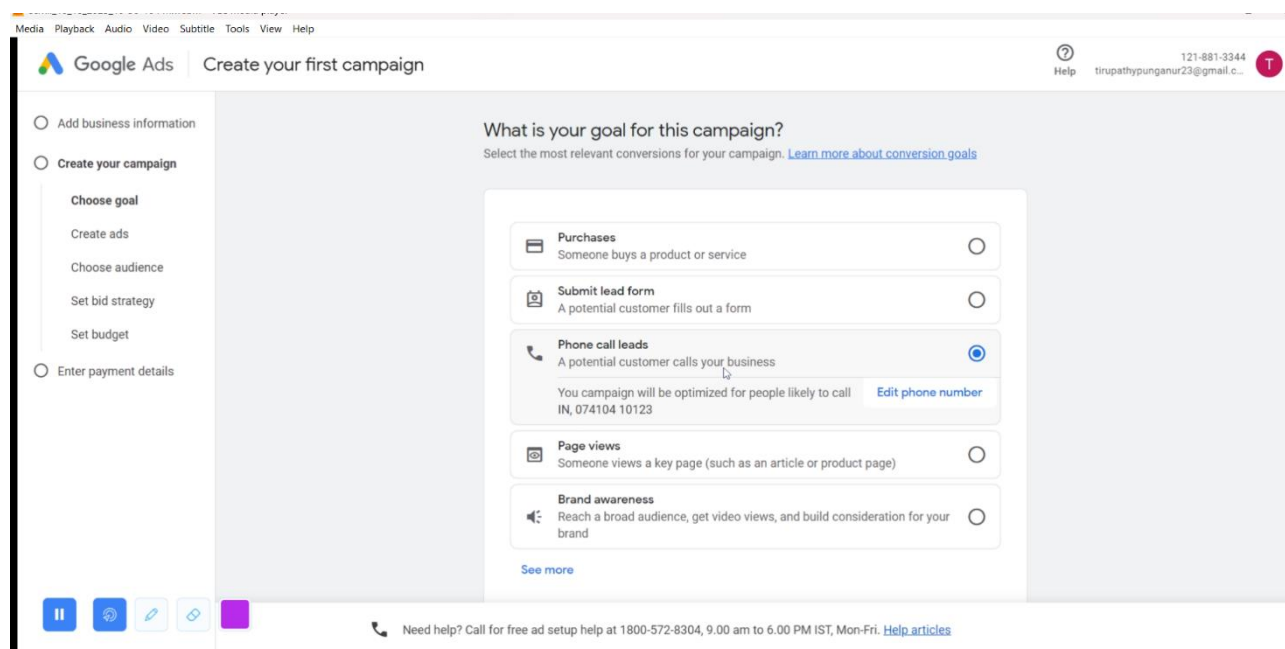 Media Playback Audio Video Subtitle Tools View Help
Google Ads Create your first campaign
Help
121-881-3344
tirupathypunganur23@gmail.c...
T
Add business information
Create your campaign
Choose goal
Create ads
Choose audience
Set bid strategy
Set budget
Enter payment details
What is your goal for this campaign?
Select the most relevant conversions for your campaign. Learn more about conversion goals
Purchases
Someone buys a product or service
Submit lead form
A potential customer fills out a form
Phone call leads
A potential customer calls your business
You campaign will be optimized for people likely to call
IN, 074104 10123
Edit phone number
Page views
Someone views a key page (such as an article or product page)
Brand awareness
Reach a broad audience, get video views, and build consideration for your
brand
See more
Need help? Call for free ad setup help at 1800-572-8304, 9.00 am to 6.00 PM IST, Mon-Fri. Help articles